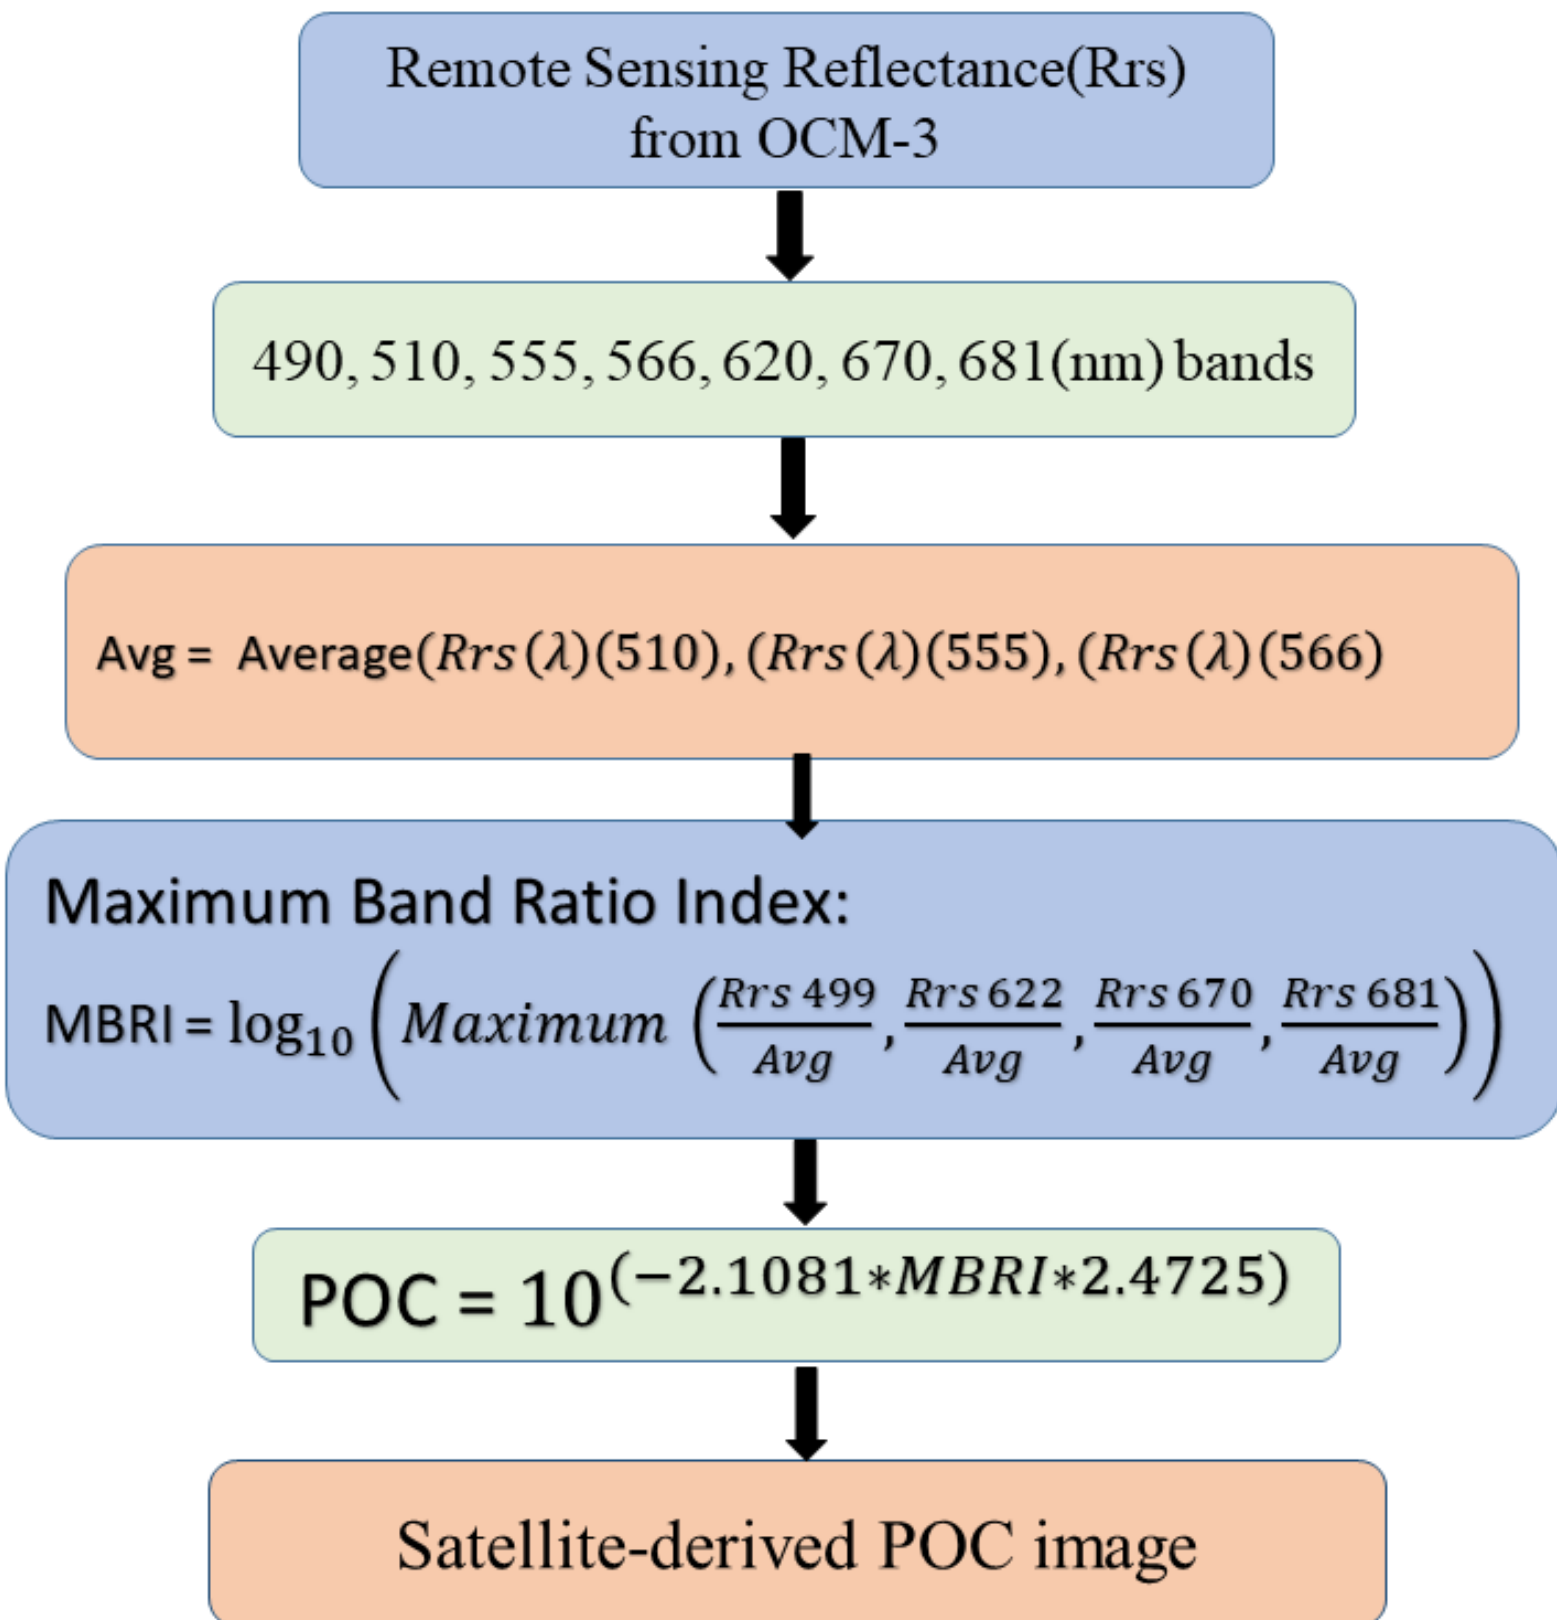 Remote Sensing Reflectance(Rrs)
from OCM-3
490, 510, 555, 566, 620, 670, 681(nm) bands
Avg = Average(Rrs(λ)(510), (Rrs(λ)(555), (Rrs(λ)(566)
Maximum Band Ratio Index:
MBRI = log₁₀(Maximum (Rrs 499/Avg, Rrs 622/Avg, Rrs 670/Avg, Rrs 681/Avg))
POC = 10^(−2.1081∗MBRI∗2.4725)
Satellite-derived POC image